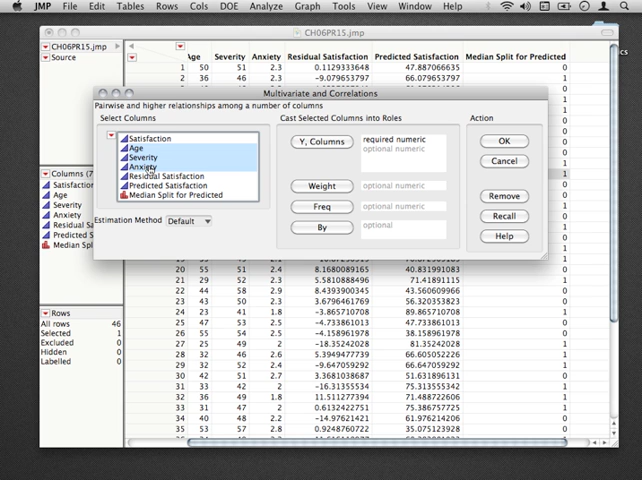 JMP File Edit Tables Rows Cols DOE Analyze Graph Tools View Window Help
CH06PR15.jmp
CH06PR15.jmp
Source
Age Severity Anxiety Residual Satisfaction Predicted Satisfaction Median Split for Predicted
1 50 51 2.3 0.1129333648 47.887066635 0
2 36 46 2.3 -9.079653797 66.079653797 1
Multivariate and Correlations
Pairwise and higher relationships among a number of columns
Select Columns
Cast Selected Columns into Roles
Action
Satisfaction
Age
Severity
Anxiety
Residual Satisfaction
Predicted Satisfaction
Median Split for Predicted
Estimation Method Default
Y, Columns required numeric
optional numeric
Weight optional numeric
Freq optional numeric
By optional
OK
Cancel
Remove
Recall
Help
Columns (7
Satisfaction
Age
Severity
Anxiety
Residual Sa
Predicted S
Median Spl
20 55 51 2.4 8.1680089165 40.831991083 0
21 29 52 2.3 5.5810888496 71.41891115 1
22 44 58 2.9 8.4393900345 43.560609966 0
23 43 50 2.3 3.6796461769 56.320353823 0
24 23 41 1.8 -3.865710708 89.865710708 1
25 47 53 2.5 -4.733861013 47.733861013 0
26 55 54 2.5 -4.158961978 38.158961978 0
27 25 49 2 -18.35242028 81.35242028 1
28 32 46 2.6 5.3949477439 66.605052226 1
29 32 52 2.4 -9.647059292 66.647059292 1
30 42 51 2.7 3.3681038687 51.631896131 0
31 33 42 2 -16.31355534 75.313555342 1
32 36 49 1.8 11.511277394 71.488722606 1
33 31 47 2 0.6132422751 75.386757725 1
34 40 48 2.2 -14.97621421 61.976214206 0
35 53 57 2.8 0.9248760722 35.075123928 0
Rows
All rows 46
Selected 1
Excluded 0
Hidden 0
Labelled 0